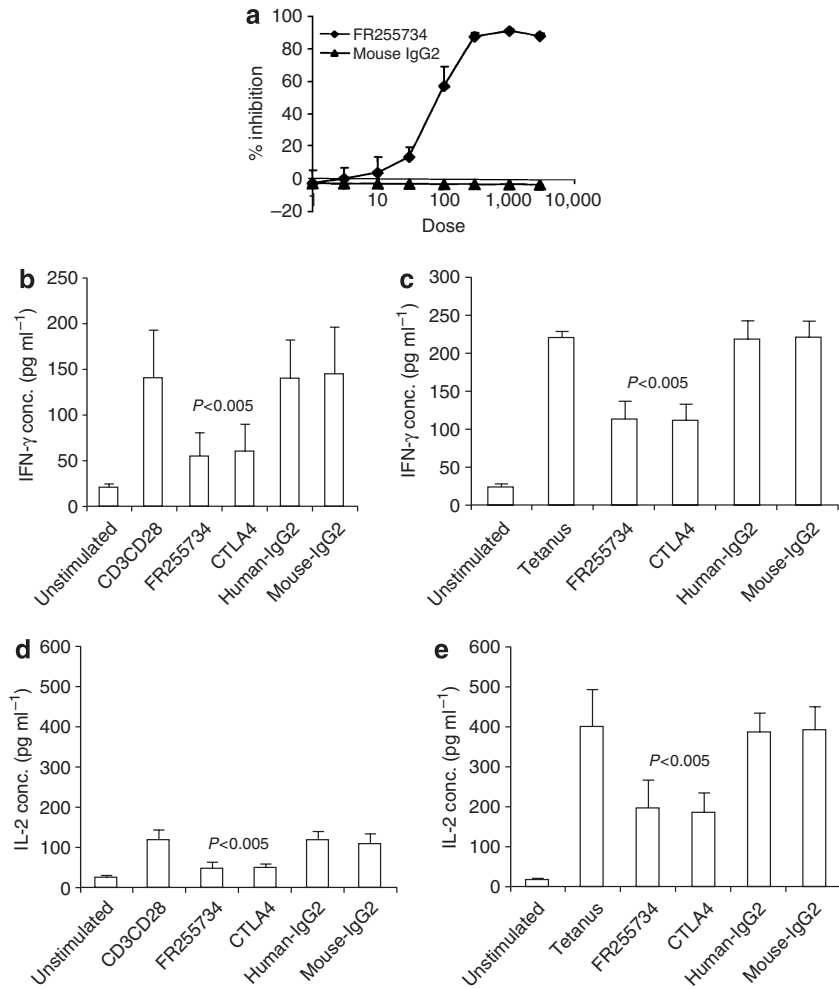 a
100
80
60
40
20
0
−20
% inhibition
FR255734
Mouse IgG2
1 10 100 1,000 10,000
Dose
b
250
200
150
100
50
0
IFN-γ conc. (pg ml−1)
P<0.005
Unstimulated
CD3CD28
FR255734
CTLA4
Human-IgG2
Mouse-IgG2
c
300
250
200
150
100
50
0
IFN-γ conc. (pg ml−1)
P<0.005
Unstimulated
Tetanus
FR255734
CTLA4
Human-IgG2
Mouse-IgG2
d
600
500
400
300
200
100
0
IL-2 conc. (pg ml−1)
P<0.005
Unstimulated
CD3CD28
FR255734
CTLA4
Human-IgG2
Mouse-IgG2
e
600
500
400
300
200
100
0
IL-2 conc. (pg ml−1)
P<0.005
Unstimulated
Tetanus
FR255734
CTLA4
Human-IgG2
Mouse-IgG2